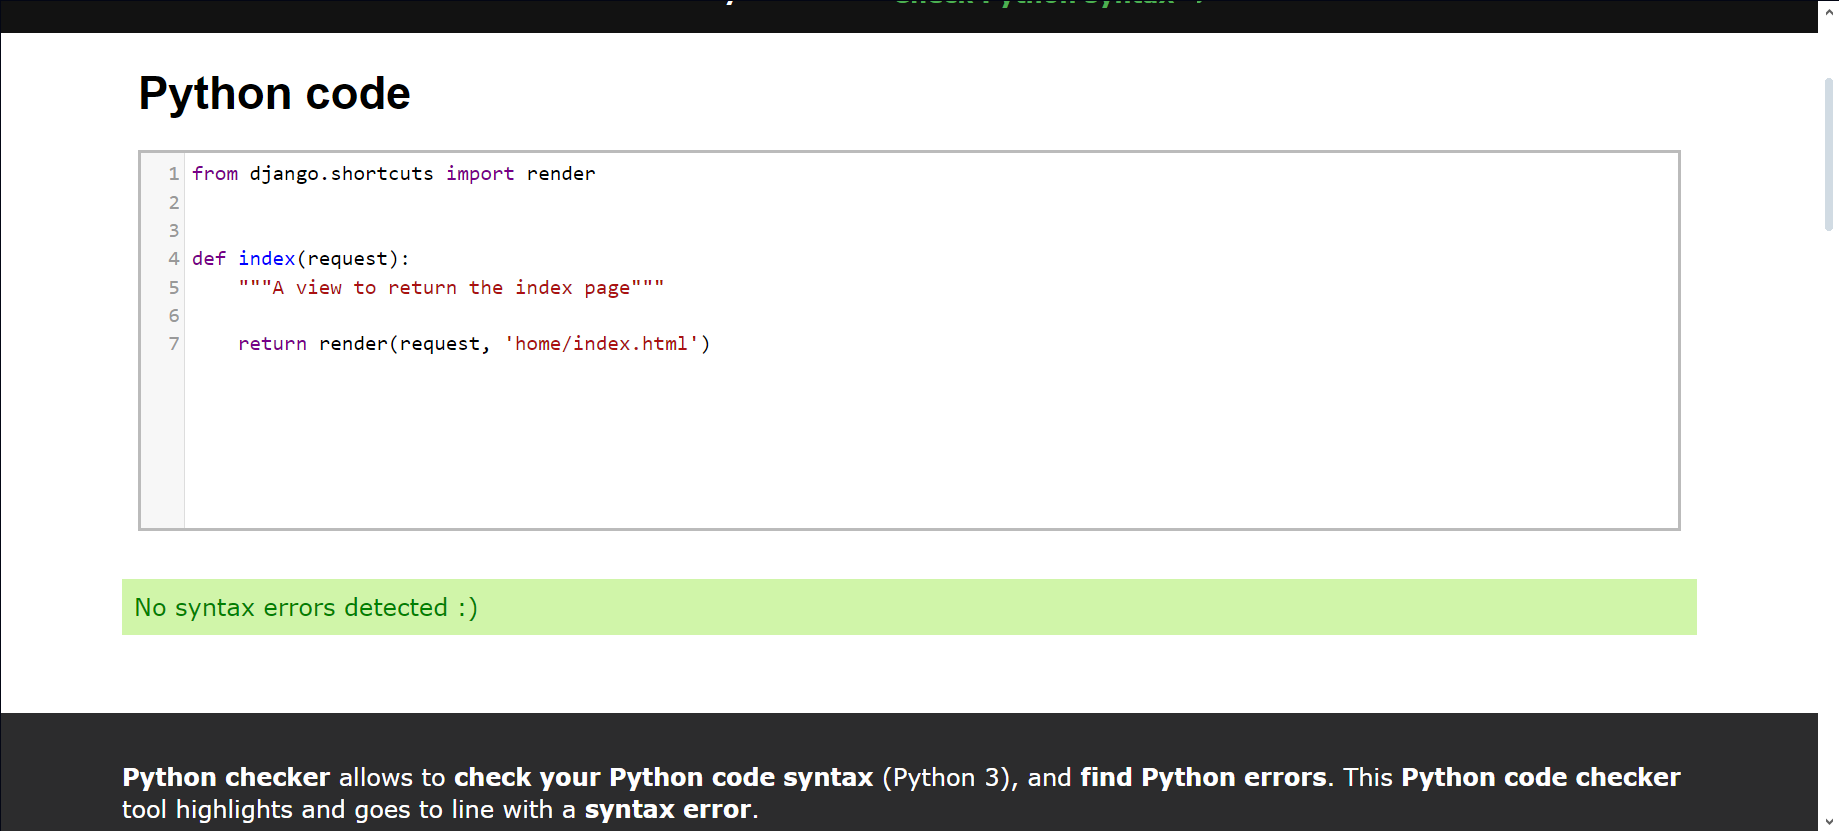 Python code
1 from django.shortcuts import render
2
3
4 def index(request):
5     """A view to return the index page"""
6
7     return render(request, 'home/index.html')
No syntax errors detected :)
Python checker allows to check your Python code syntax (Python 3), and find Python errors. This Python code checker
tool highlights and goes to line with a syntax error.